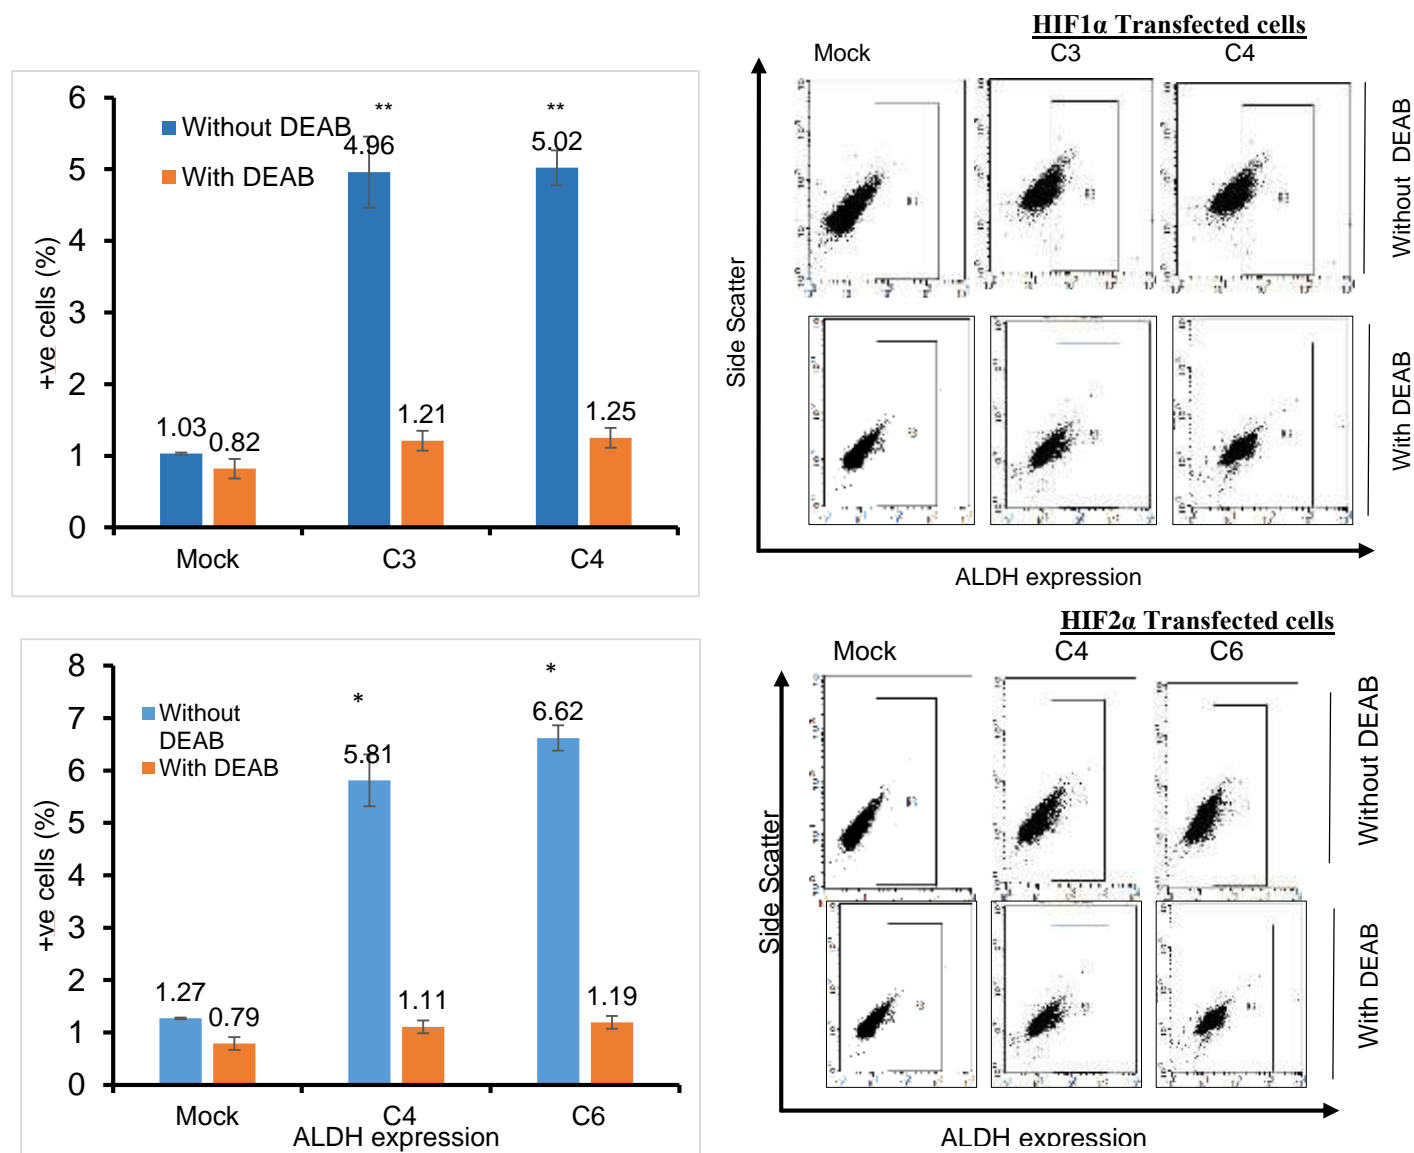 6
5
4
3
2
1
0
+ve cells (%)
Without DEAB
With DEAB
**
**
4.96
5.02
1.03
0.82
1.21
1.25
Mock
C3
C4
HIF1α Transfected cells
Mock
C3
C4
Side Scatter
Without DEAB
With DEAB
ALDH expression
8
7
6
5
4
3
2
1
0
+ve cells (%)
Without
DEAB
With DEAB
*
*
5.81
6.62
1.27
0.79
1.11
1.19
Mock
C4
C6
ALDH expression
HIF2α Transfected cells
Mock
C4
C6
Side Scatter
Without DEAB
With DEAB
ALDH expression